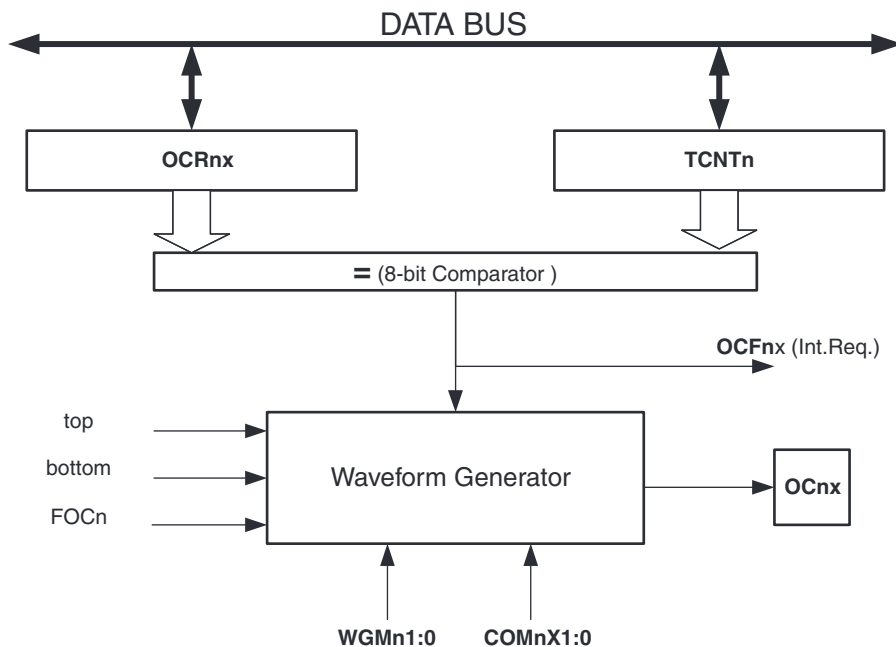 DATA BUS
OCRnx
TCNTn
= (8-bit Comparator )
OCFnx (Int.Req.)
top
bottom
FOCn
Waveform Generator
OCnx
WGMn1:0
COMnX1:0